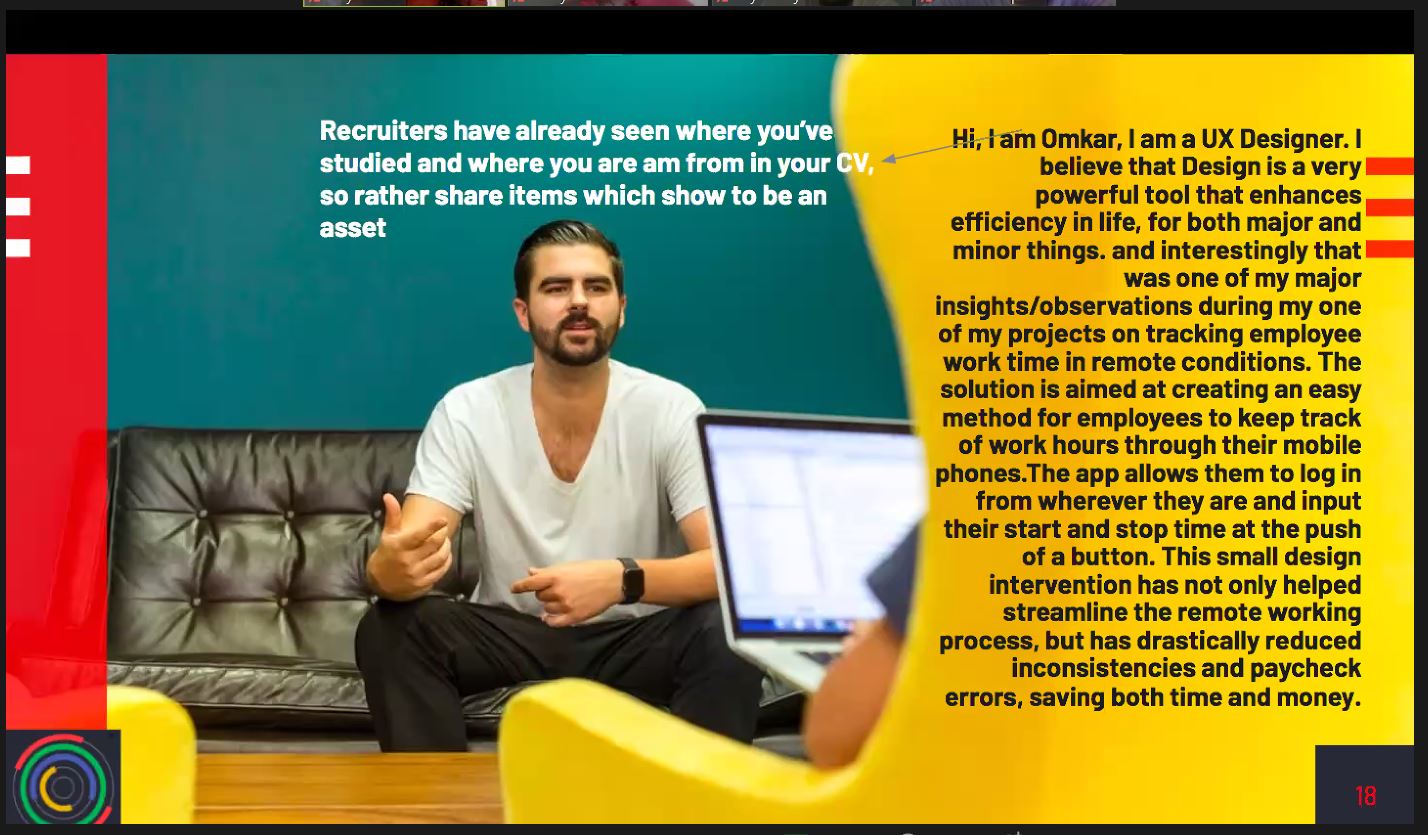 Recruiters have already seen where you've
studied and where you are am from in your CV,
so rather share items which show to be an
asset
Hi, I am Omkar, I am a UX Designer. I
believe that Design is a very
powerful tool that enhances
efficiency in life, for both major and
minor things. and interestingly that
was one of my major
insights/observations during my one
of my projects on tracking employee
work time in remote conditions. The
solution is aimed at creating an easy
method for employees to keep track
of work hours through their mobile
phones.The app allows them to log in
from wherever they are and input
their start and stop time at the push
of a button. This small design
intervention has not only helped
streamline the remote working
process, but has drastically reduced
inconsistencies and paycheck
errors, saving both time and money.
18